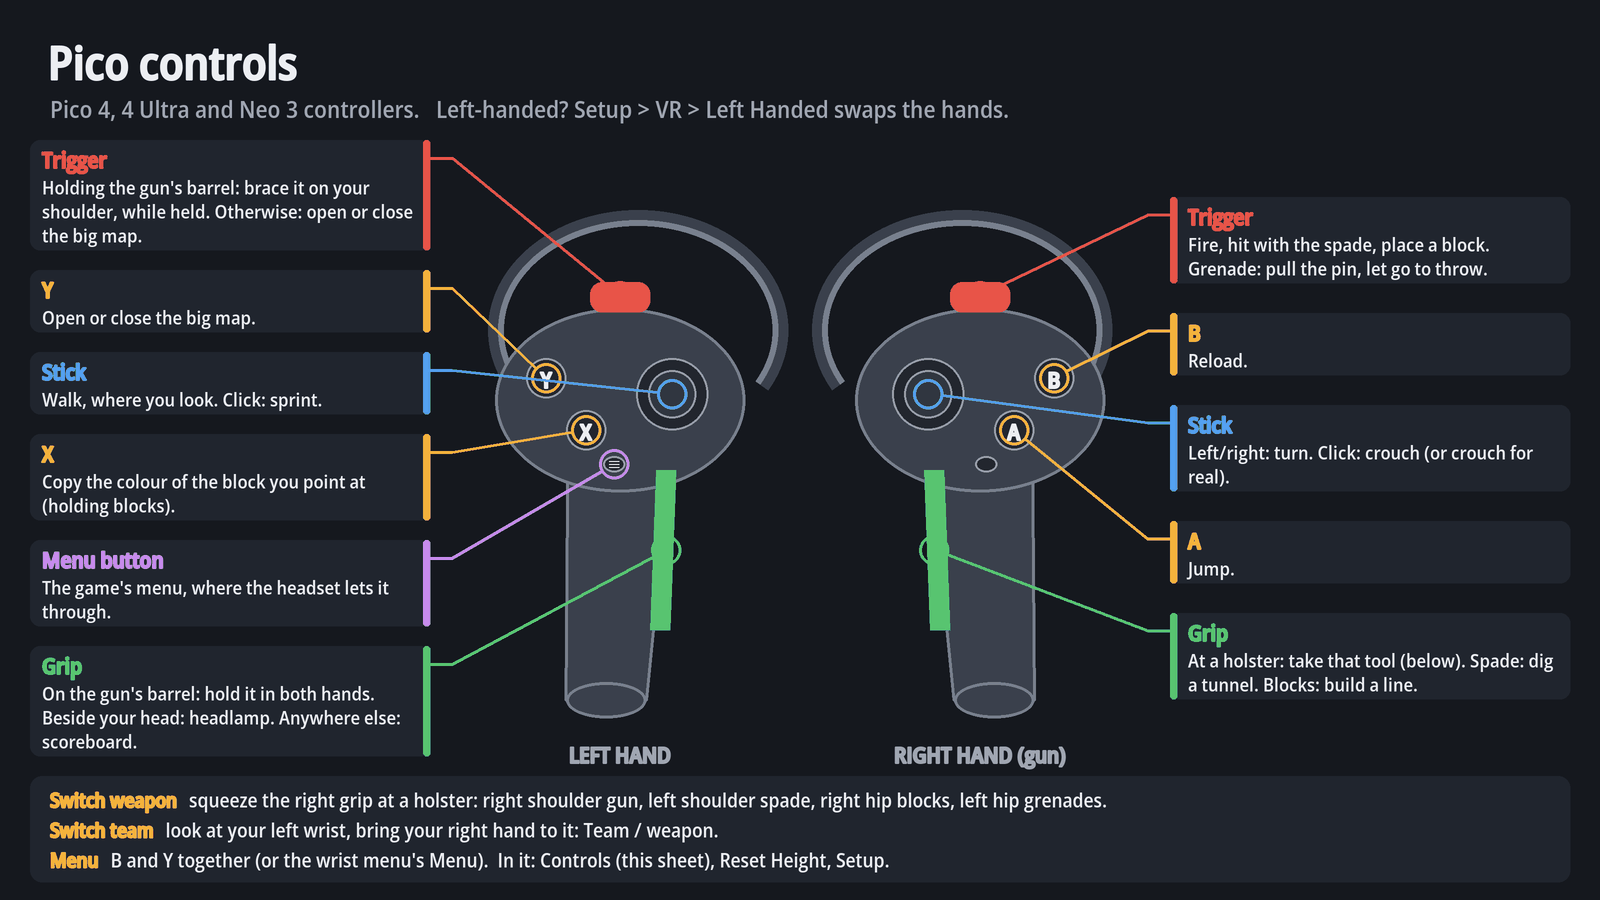 Pico controls
Pico 4, 4 Ultra and Neo 3 controllers.   Left-handed? Setup > VR > Left Handed swaps the hands.
Trigger
Holding the gun's barrel: brace it on your
shoulder, while held. Otherwise: open or close
the big map.
Y
Open or close the big map.
Stick
Walk, where you look. Click: sprint.
X
Copy the colour of the block you point at
(holding blocks).
Menu button
The game's menu, where the headset lets it
through.
Grip
On the gun's barrel: hold it in both hands.
Beside your head: headlamp. Anywhere else:
scoreboard.
Y
X
LEFT HAND
B
A
RIGHT HAND (gun)
Trigger
Fire, hit with the spade, place a block.
Grenade: pull the pin, let go to throw.
B
Reload.
Stick
Left/right: turn. Click: crouch (or crouch for
real).
A
Jump.
Grip
At a holster: take that tool (below). Spade: dig
a tunnel. Blocks: build a line.
Switch weapon squeeze the right grip at a holster: right shoulder gun, left shoulder spade, right hip blocks, left hip grenades.
Switch team look at your left wrist, bring your right hand to it: Team / weapon.
Menu B and Y together (or the wrist menu's Menu).  In it: Controls (this sheet), Reset Height, Setup.